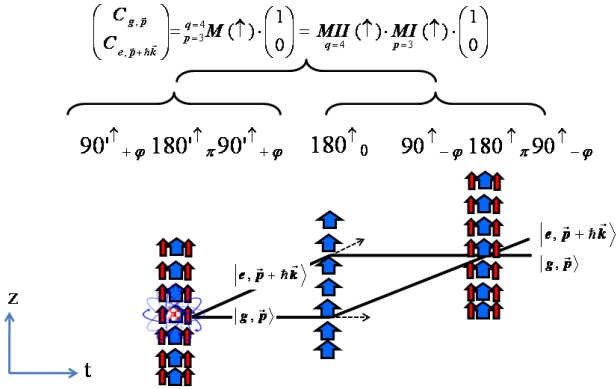 (C_{g,p⃗} C_{e,p⃗+ħk⃗}) = ^{q=4}_{p=3}M(↑)·(1 0) = MII_{q=4}(↑)·MI_{p=3}(↑)·(1 0)
90'↑+φ 180'↑π 90'↑+φ 180↑0 90↑−φ 180↑π 90↑−φ
|e, p⃗ + ħk⃗⟩
|e, p⃗ + ħk⃗⟩
|g, p⃗⟩
|g, p⃗⟩
z
t